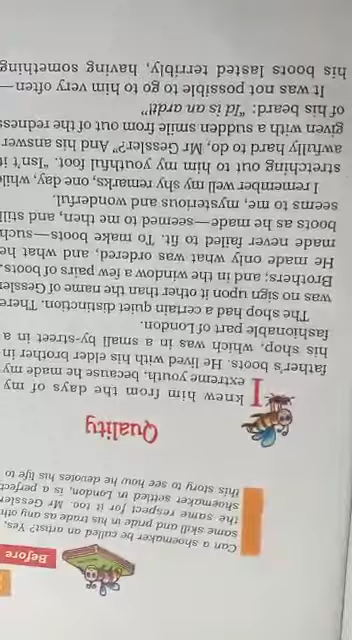 Before
Can a shoemaker be called an artist? Yes,
same skill and pride in his trade as any oth
the same respect for it too. Mr Gessler
shoemaker settled in London, is a perfect
this story to see how he devotes his life to
Quality
I knew him from the days of my
extreme youth, because he made my
father's boots. He lived with his elder brother in
his shop, which was in a small by-street in a
fashionable part of London.
The shop had a certain quiet distinction. There
was no sign upon it other than the name of Gessler
Brothers; and in the window a few pairs of boots.
He made only what was ordered, and what he
made never failed to fit. To make boots—such
boots as he made—seemed to me then, and still
seems to me, mysterious and wonderful.
I remember well my shy remarks, one day, while
stretching out to him my youthful foot. "Isn't it
awfully hard to do, Mr Gessler?" And his answer,
given with a sudden smile from out of the redness
of his beard: "Id is an ardt!"
It was not possible to go to him very often—
his boots lasted terribly, having something